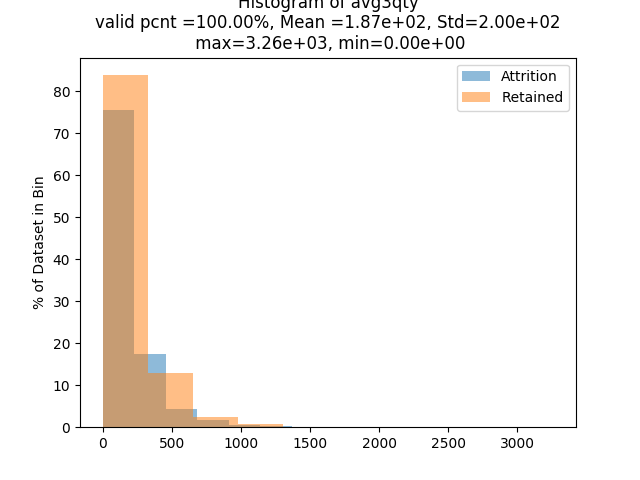 Histogram of avg3qty
valid pcnt =100.00%, Mean =1.87e+02, Std=2.00e+02
max=3.26e+03, min=0.00e+00
Attrition
Retained
% of Dataset in Bin
80
70
60
50
40
30
20
10
0
0 500 1000 1500 2000 2500 3000